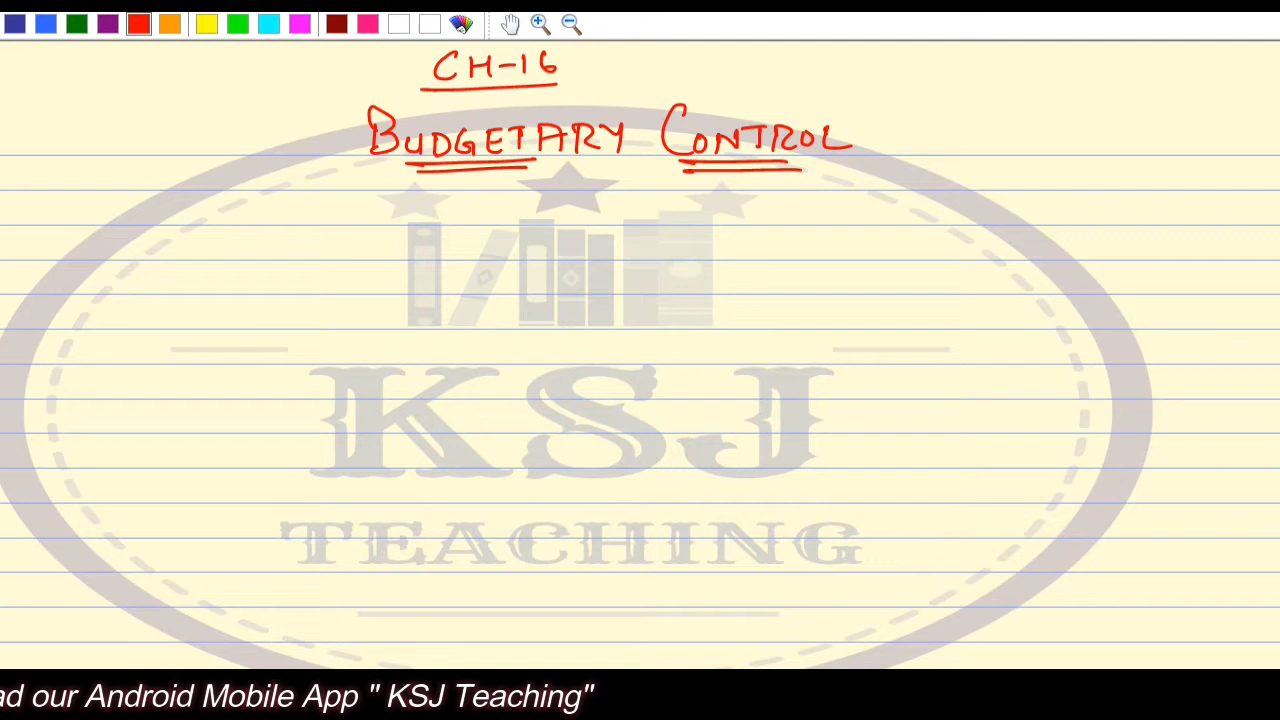 CH-16
BUDGETARY CONTROL
KSJ
TEACHING
ad our Android Mobile App " KSJ Teaching"